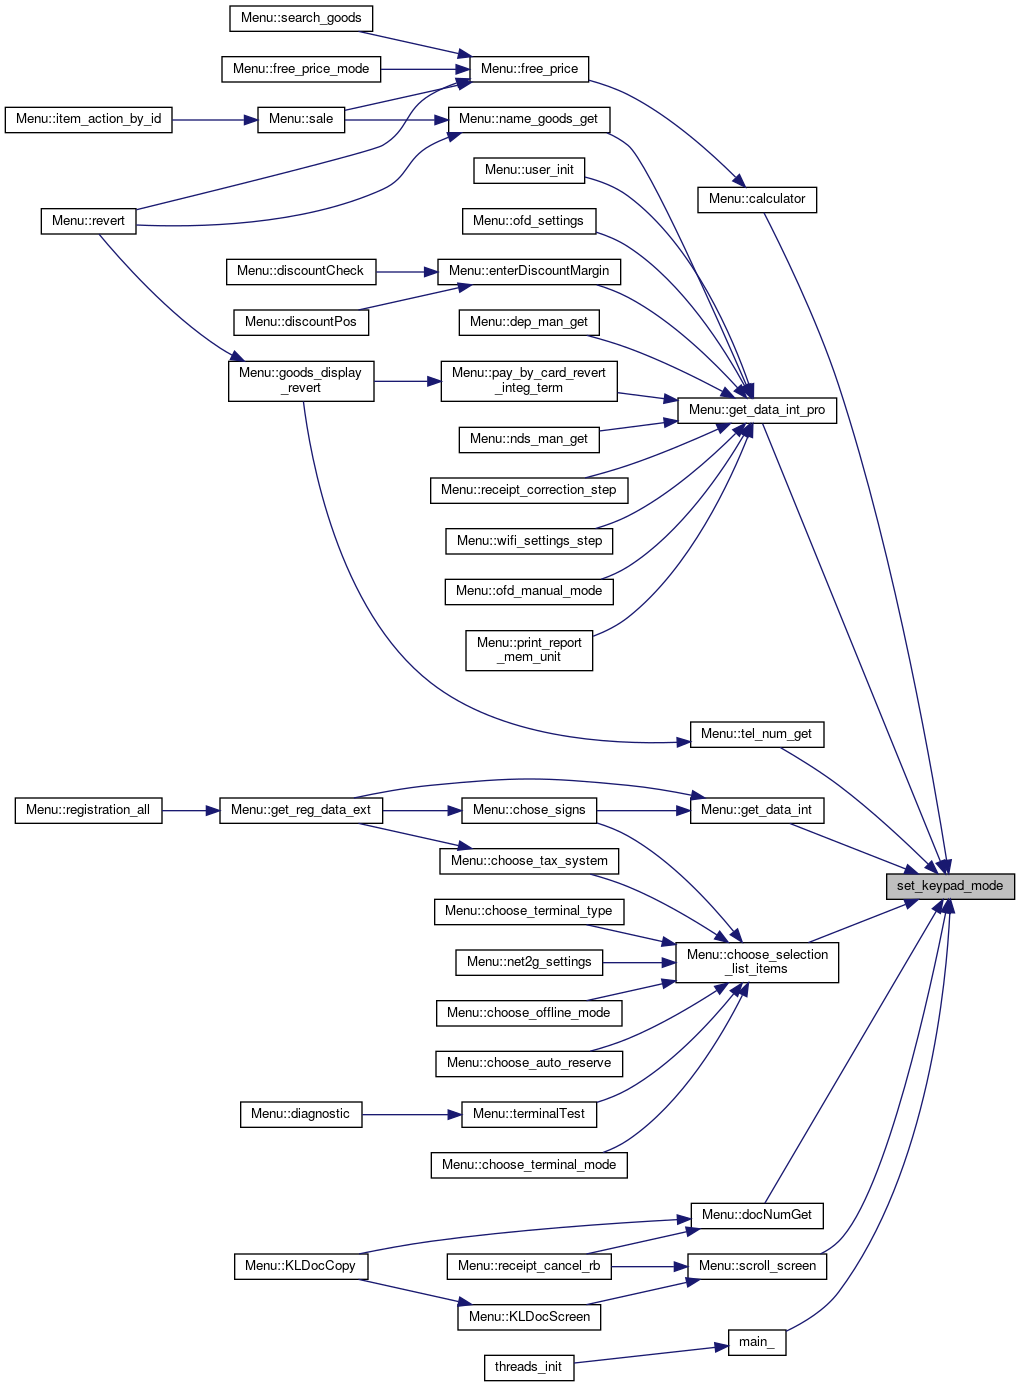 Menu::search_goods
Menu::free_price_mode
Menu::free_price
Menu::item_action_by_id
Menu::sale
Menu::name_goods_get
Menu::user_init
Menu::calculator
Menu::revert
Menu::ofd_settings
Menu::discountCheck
Menu::enterDiscountMargin
Menu::discountPos
Menu::dep_man_get
Menu::goods_display
_revert
Menu::pay_by_card_revert
_integ_term
Menu::get_data_int_pro
Menu::nds_man_get
Menu::receipt_correction_step
Menu::wifi_settings_step
Menu::ofd_manual_mode
Menu::print_report
_mem_unit
Menu::tel_num_get
Menu::registration_all
Menu::get_reg_data_ext
Menu::chose_signs
Menu::get_data_int
Menu::choose_tax_system
set_keypad_mode
Menu::choose_terminal_type
Menu::net2g_settings
Menu::choose_selection
_list_items
Menu::choose_offline_mode
Menu::choose_auto_reserve
Menu::diagnostic
Menu::terminalTest
Menu::choose_terminal_mode
Menu::docNumGet
Menu::KLDocCopy
Menu::receipt_cancel_rb
Menu::scroll_screen
Menu::KLDocScreen
main_
threads_init